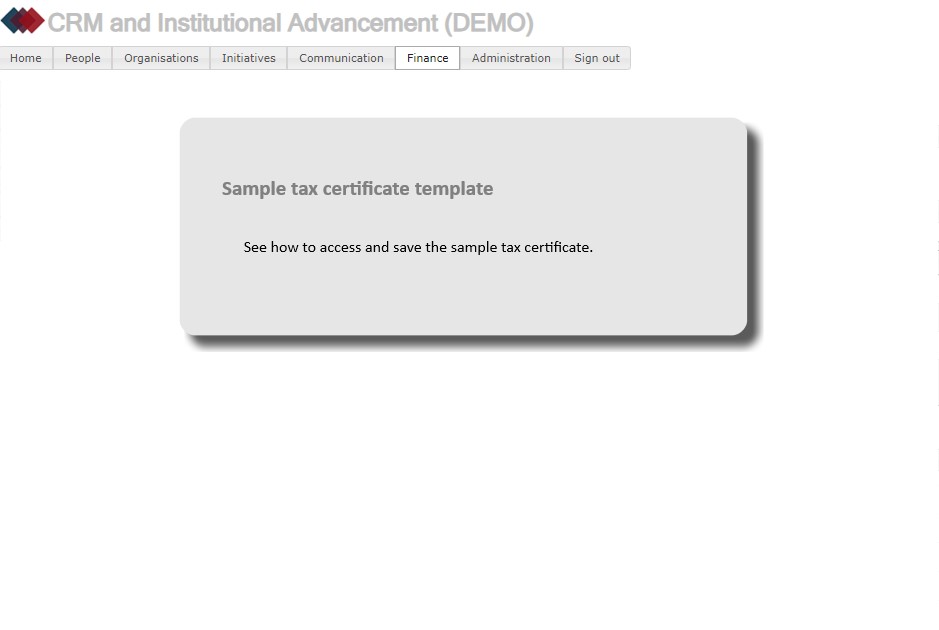 CRM and Institutional Advancement (DEMO)
Home People Organisations Initiatives Communication Finance Administration Sign out
Sample tax certificate template
See how to access and save the sample tax certificate.